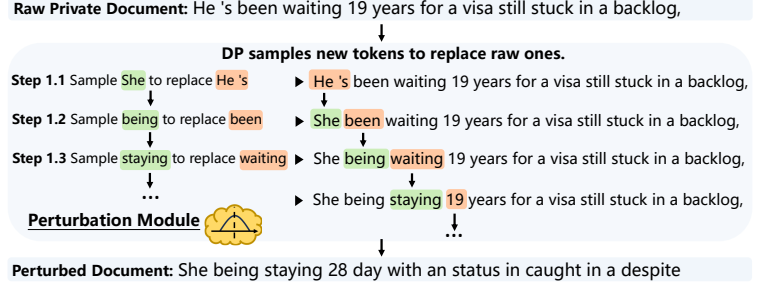 Raw Private Document: He 's been waiting 19 years for a visa still stuck in a backlog,
DP samples new tokens to replace raw ones.
Step 1.1 Sample She to replace He 's
He 's been waiting 19 years for a visa still stuck in a backlog,
Step 1.2 Sample being to replace been
She been waiting 19 years for a visa still stuck in a backlog,
Step 1.3 Sample staying to replace waiting
She being waiting 19 years for a visa still stuck in a backlog,
...
She being staying 19 years for a visa still stuck in a backlog,
Perturbation Module
...
Perturbed Document: She being staying 28 day with an status in caught in a despite